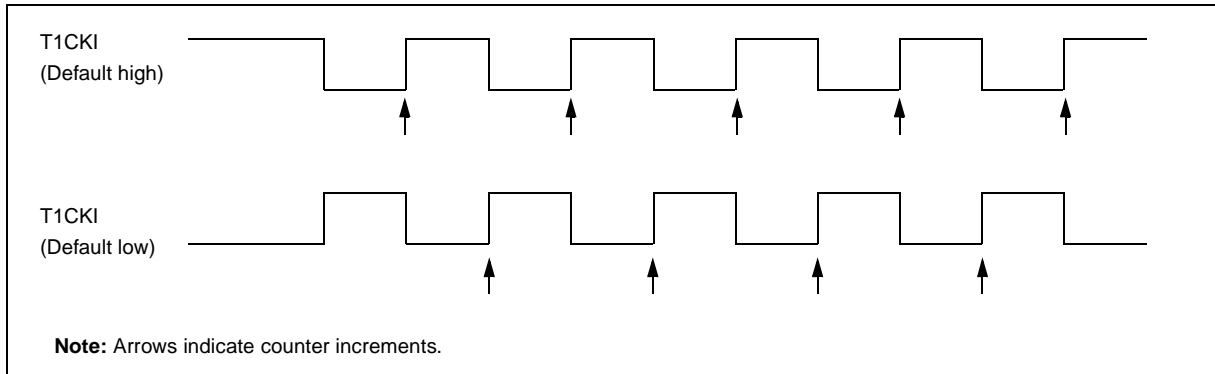 T1CKI
(Default high)
T1CKI
(Default low)
Note: Arrows indicate counter increments.